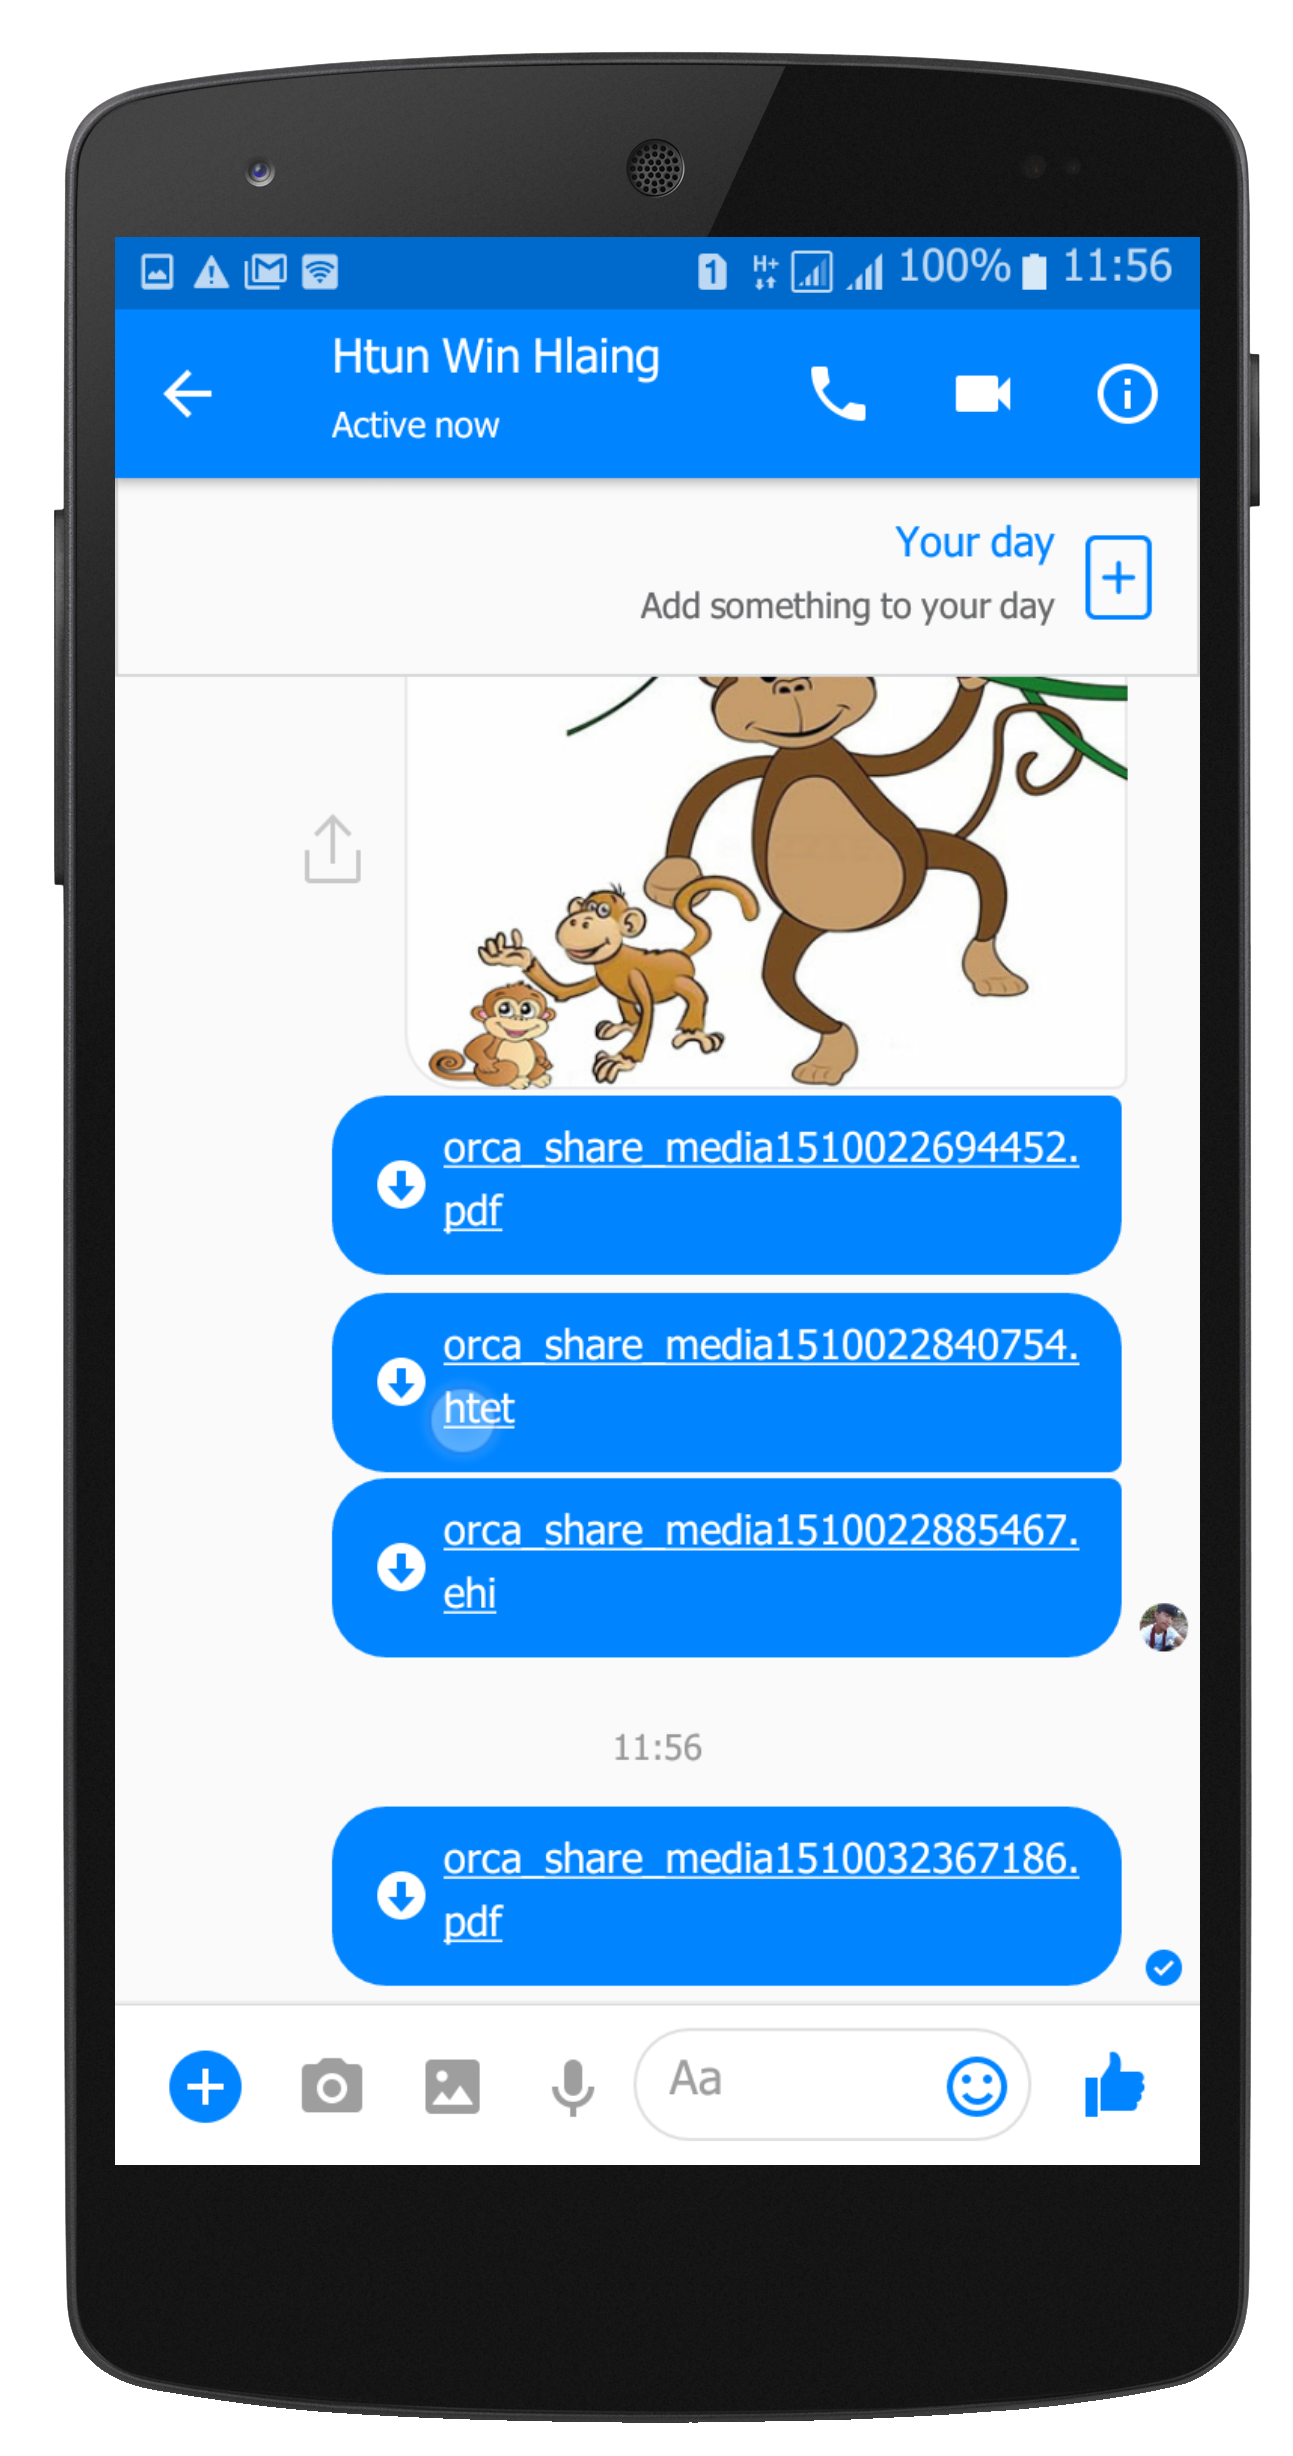 1 H+ 100% 11:56
Htun Win Hlaing
Active now
Your day
Add something to your day
orca_share_media1510022694452.
pdf
orca_share_media1510022840754.
htet
orca_share_media1510022885467.
ehi
11:56
orca_share_media1510032367186.
pdf
Aa